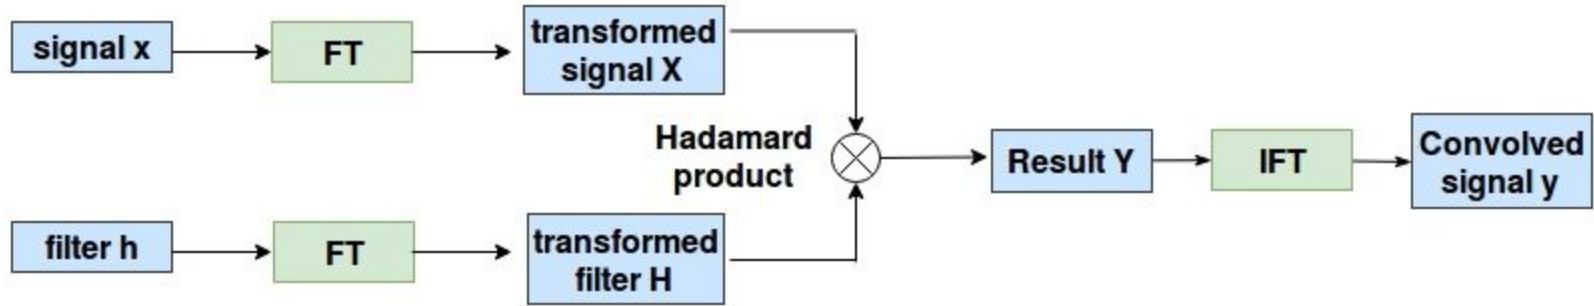 signal x
FT
transformed
signal X
Hadamard
product
filter h
FT
transformed
filter H
Result Y
IFT
Convolved
signal y